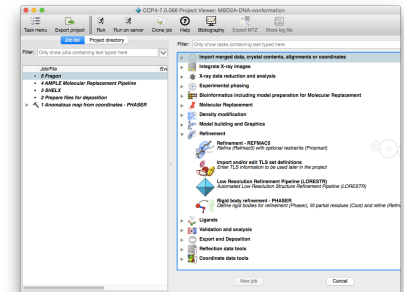 CCP4-7.0.066 Project Viewer: MBD2A-DNA-conformation
Task menu Export project Run Run on server Clone job Help Bibliography Export MTZ Show log file
Job list Project directory
Filter: Only show jobs containing text typed here
Job/File Eva
5 Fragon
4 AMPLE Molecular Replacement Pipeline
3 SHELX
2 Prepare files for deposition
1 Anomalous map from coordinates - PHASER
Filter: Only show tasks containing text typed here
Import merged data, crystal contents, alignments or coordinates
Integrate X-ray images
X-ray data reduction and analysis
Experimental phasing
Bioinformatics including model preparation for Molecular Replacement
Molecular Replacement
Density modification
Model building and Graphics
Refinement
Refinement - REFMAC5
Refine (Refmac5) with optional restraints (Prosmart)
Import and/or edit TLS set definitions
Enter TLS information to be used later in the project
Low Resolution Refinement Pipeline (LORESTR)
Automated Low Resolution Structure Refinement Pipeline (LORESTR)
Rigid body refinement - PHASER
Define rigid bodies for refinement (Phaser), fill partial residues (Coot) and refine (Refma
Ligands
Validation and analysis
Export and Deposition
Reflection data tools
Coordinate data tools
New job Cancel